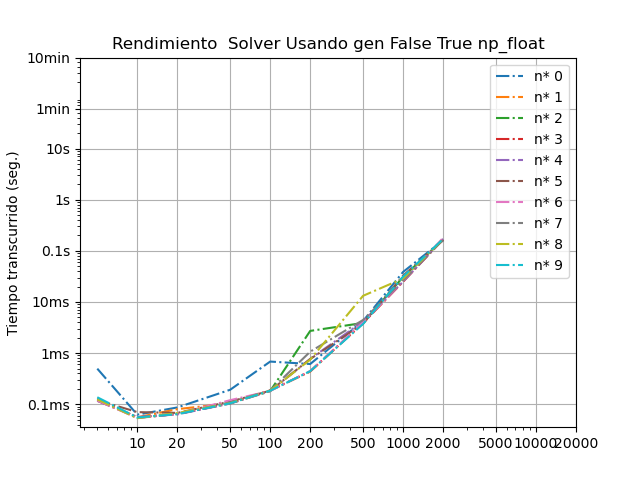 Rendimiento  Solver Usando gen False True np_float
Tiempo transcurrido (seg.)
10min
1min
10s
1s
0.1s
10ms
1ms
0.1ms
n* 0
n* 1
n* 2
n* 3
n* 4
n* 5
n* 6
n* 7
n* 8
n* 9
10 20 50 100 200 500 1000 2000 5000 10000 20000